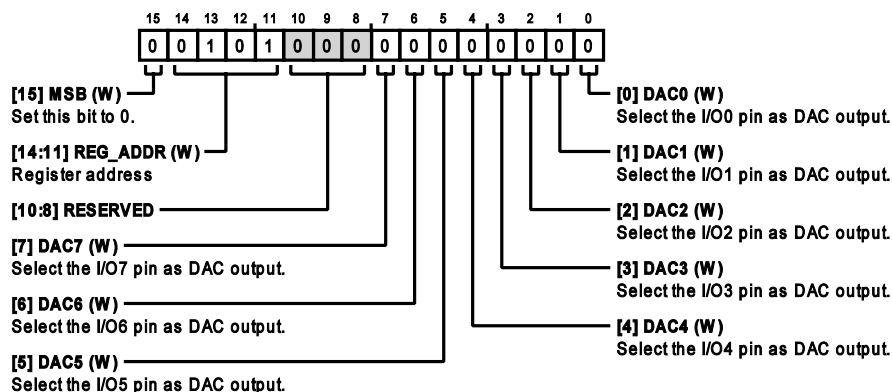 15 14 13 12 11 10 9 8 7 6 5 4 3 2 1 0
0 0 1 0 1 0 0 0 0 0 0 0 0 0 0 0
[15] MSB (W)
Set this bit to 0.
[14:11] REG_ADDR (W)
Register address
[10:8] RESERVED
[7] DAC7 (W)
Select the I/O7 pin as DAC output.
[6] DAC6 (W)
Select the I/O6 pin as DAC output.
[5] DAC5 (W)
Select the I/O5 pin as DAC output.
[0] DAC0 (W)
Select the I/O0 pin as DAC output.
[1] DAC1 (W)
Select the I/O1 pin as DAC output.
[2] DAC2 (W)
Select the I/O2 pin as DAC output.
[3] DAC3 (W)
Select the I/O3 pin as DAC output.
[4] DAC4 (W)
Select the I/O4 pin as DAC output.